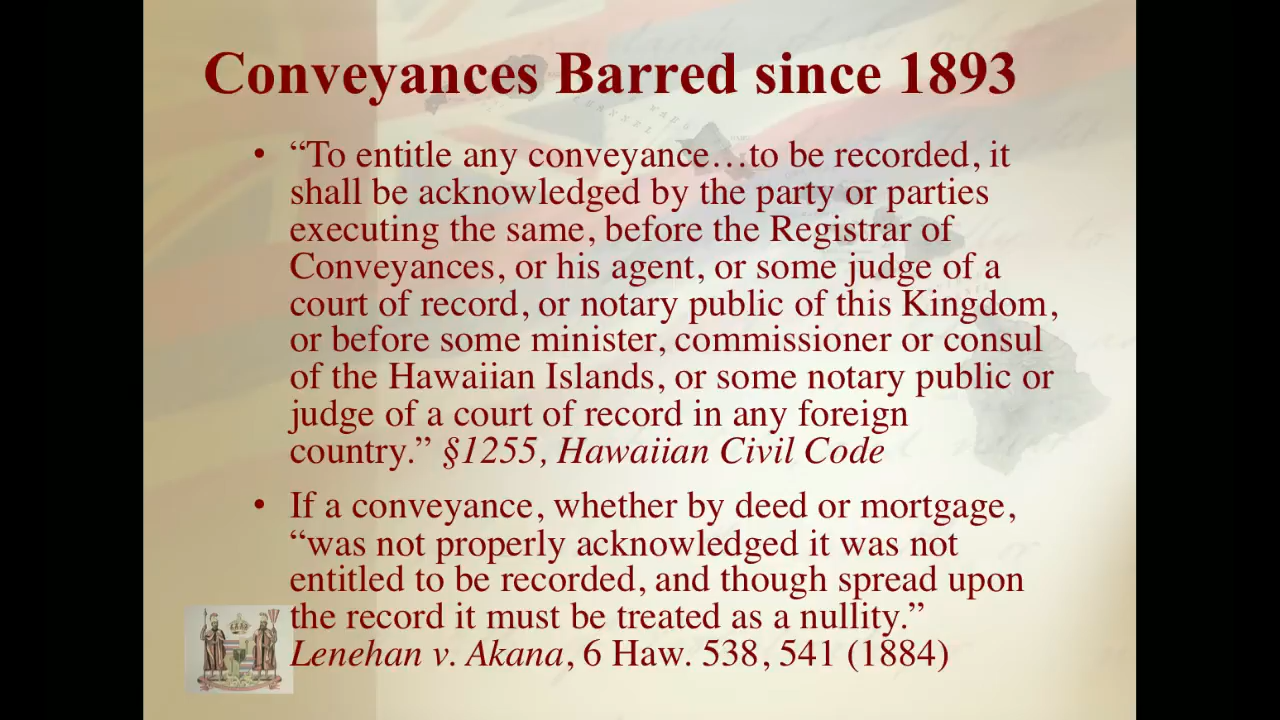 Conveyances Barred since 1893
• “To entitle any conveyance…to be recorded, it
shall be acknowledged by the party or parties
executing the same, before the Registrar of
Conveyances, or his agent, or some judge of a
court of record, or notary public of this Kingdom,
or before some minister, commissioner or consul
of the Hawaiian Islands, or some notary public or
judge of a court of record in any foreign
country.” §1255, Hawaiian Civil Code
• If a conveyance, whether by deed or mortgage,
“was not properly acknowledged it was not
entitled to be recorded, and though spread upon
the record it must be treated as a nullity.”
Lenehan v. Akana, 6 Haw. 538, 541 (1884)